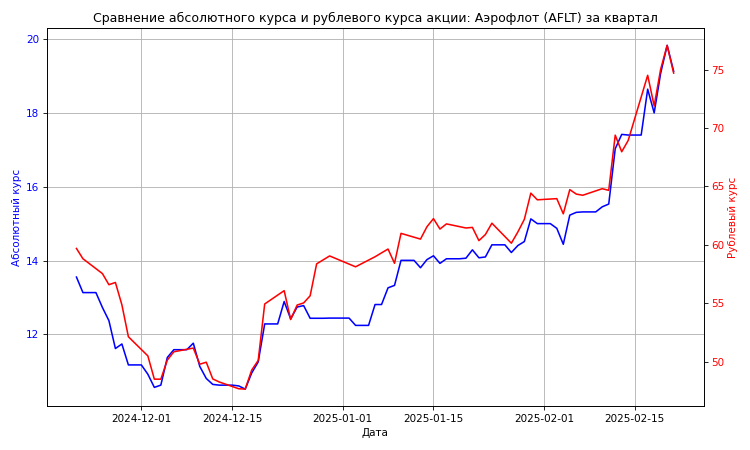 Сравнение абсолютного курса и рублевого курса акции: Аэрофлот (AFLT) за квартал
20
18
16
14
12
Абсолютный курс
75
70
65
60
55
50
Рублевый курс
2024-12-01 2024-12-15 2025-01-01 2025-01-15 2025-02-01 2025-02-15
Дата